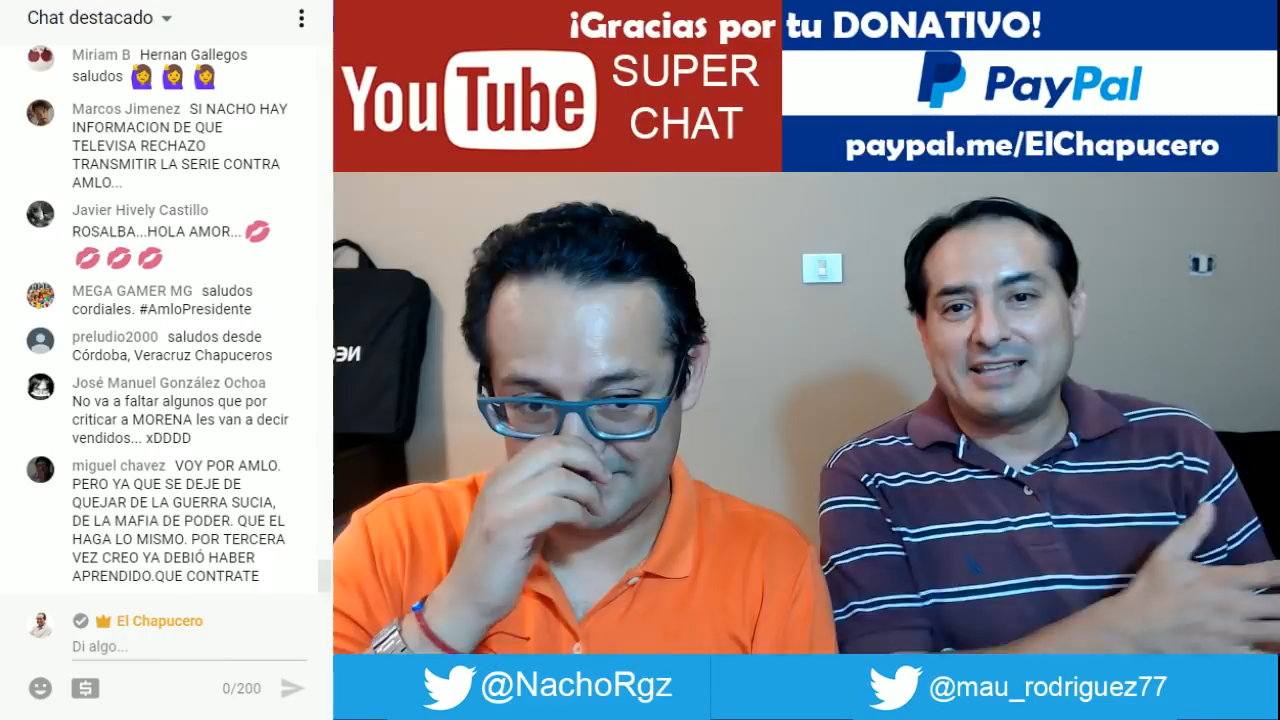 Chat destacado
Miriam B Hernan Gallegos
saludos
Marcos Jimenez SI NACHO HAY
INFORMACION DE QUE
TELEVISA RECHAZO
TRANSMITIR LA SERIE CONTRA
AMLO...
Javier Hively Castillo
ROSALBA...HOLA AMOR...
MEGA GAMER MG saludos
cordiales. #AmloPresidente
preludio2000 saludos desde
Córdoba, Veracruz Chapuceros
José Manuel González Ochoa
No va a faltar algunos que por
criticar a MORENA les van a decir
vendidos... xDDDD
miguel chavez VOY POR AMLO.
PERO YA QUE SE DEJE DE
QUEJAR DE LA GUERRA SUCIA,
DE LA MAFIA DE PODER. QUE EL
HAGA LO MISMO. POR TERCERA
VEZ CREO YA DEBIÓ HABER
APRENDIDO.QUE CONTRATE
El Chapucero
Di algo...
0/200
¡Gracias por tu DONATIVO!
YouTube
SUPER
CHAT
PayPal
paypal.me/ElChapucero
@NachoRgz
@mau_rodriguez77